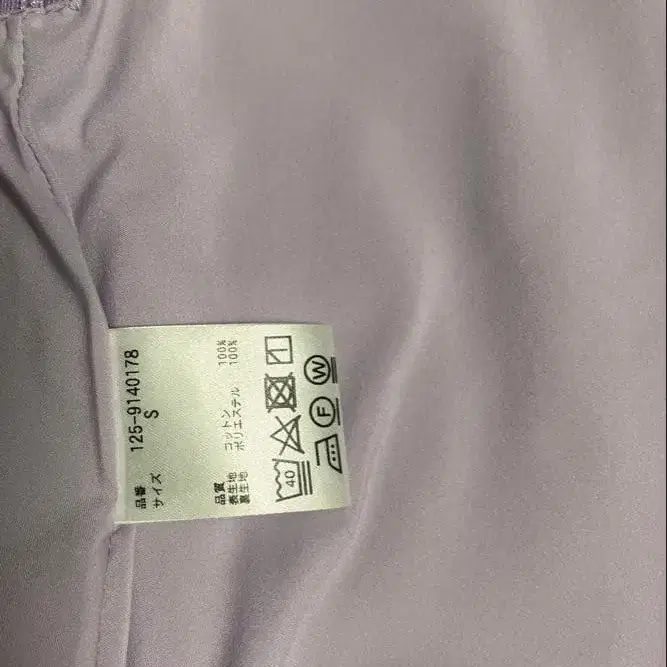 品番 125-9140178
サイズ S
品質
表生地 コットン 100%
裏生地 ポリエステル 100%
40
F W